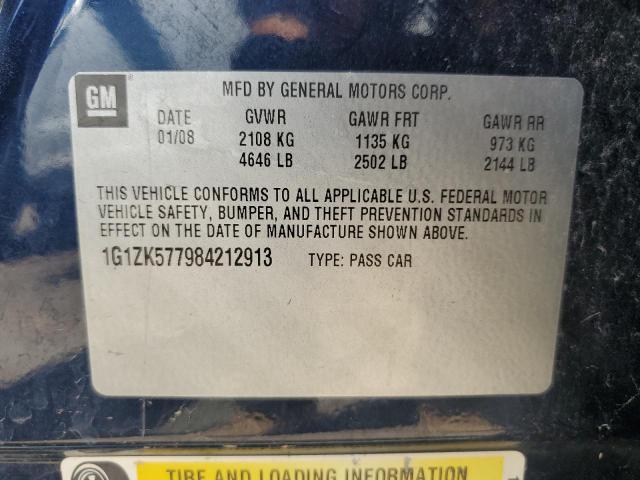 GM
MFD BY GENERAL MOTORS CORP.
DATE GVWR GAWR FRT GAWR RR
01/08 2108 KG 1135 KG 973 KG
4646 LB 2502 LB 2144 LB
THIS VEHICLE CONFORMS TO ALL APPLICABLE U.S. FEDERAL MOTOR
VEHICLE SAFETY, BUMPER, AND THEFT PREVENTION STANDARDS IN
EFFECT ON THE DATE OF MANUFACTURE SHOWN ABOVE.
1G1ZK577984212913 TYPE: PASS CAR
TIRE AND LOADING INFORMATION